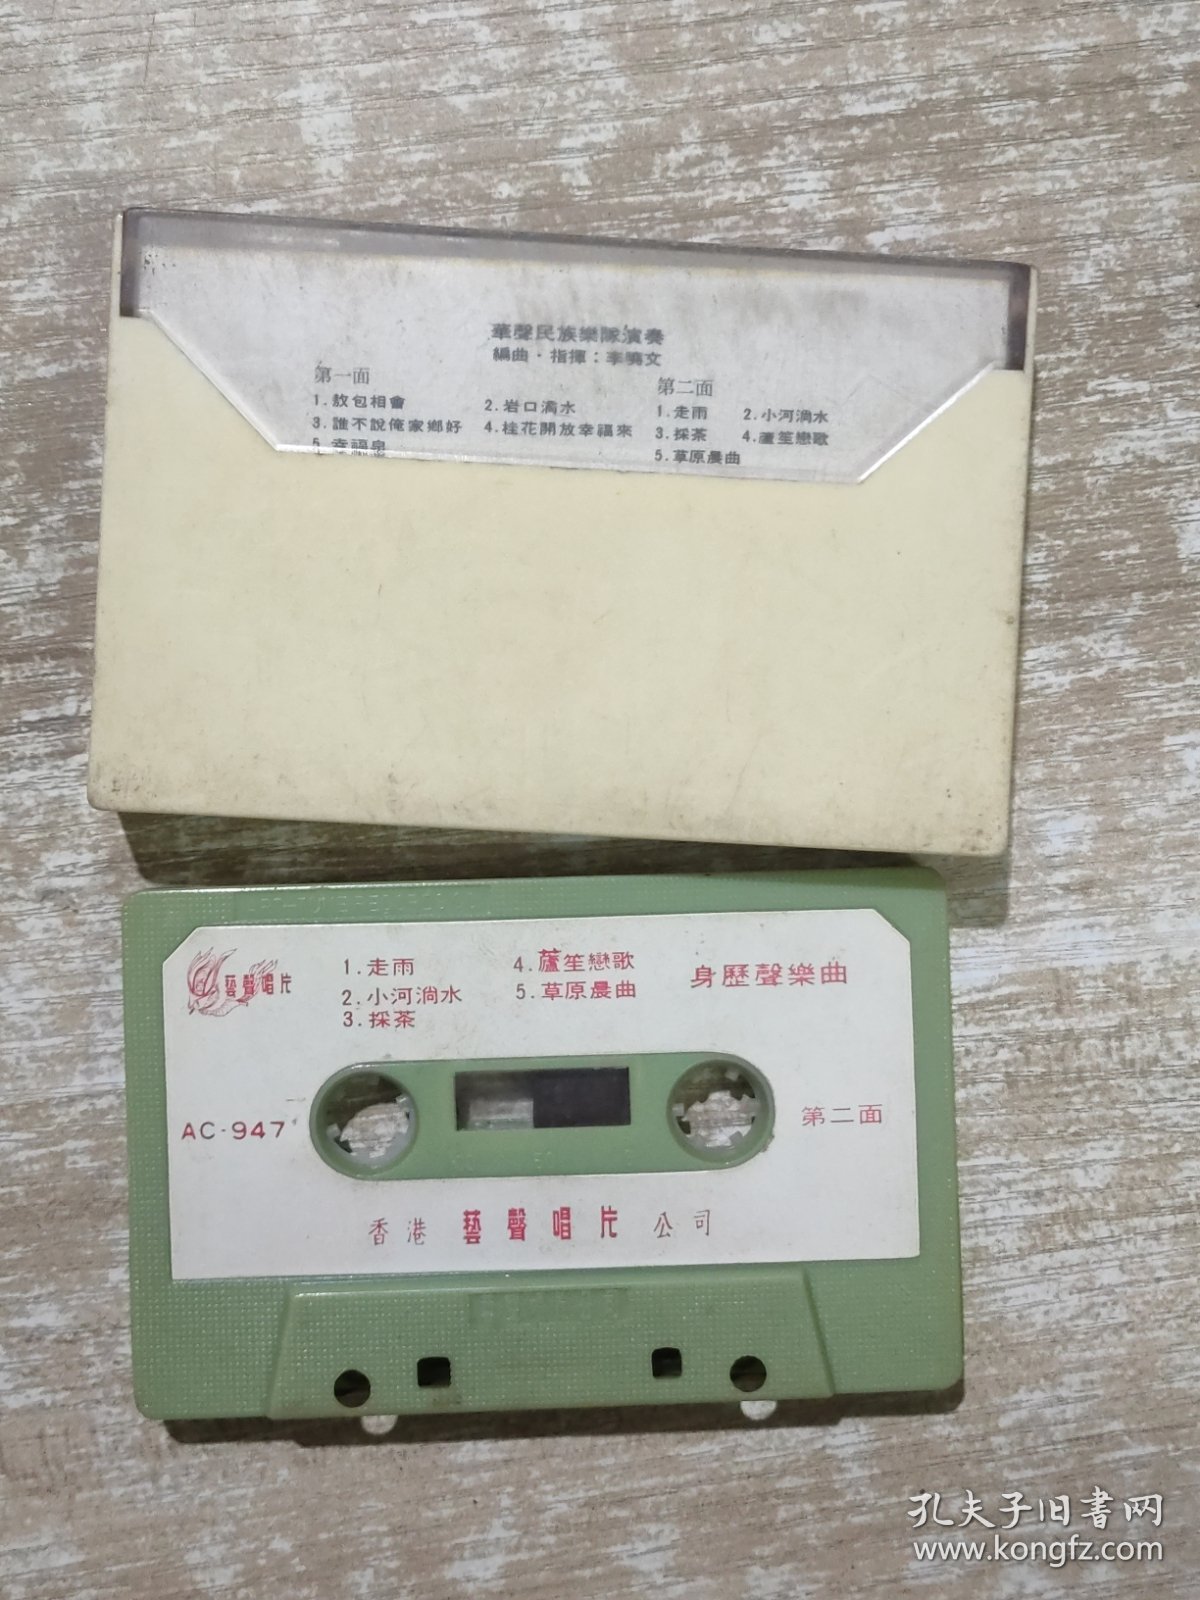 華聲民族樂隊演奏
編曲·指揮：李兆文
第一面
1.敖包相會 2.岩口滴水
3.誰不說俺家鄉好 4.桂花開放幸福來
5.幸福泉
第二面
1.走雨 2.小河淌水
3.採茶 4.蘆笙戀歌
5.草原晨曲
藝聲唱片
1.走雨
2.小河淌水
3.採茶
4.蘆笙戀歌
5.草原晨曲
身歷聲樂曲
AC-947
第二面
香港 藝聲唱片 公司
孔夫子旧书网
www.kongfz.com